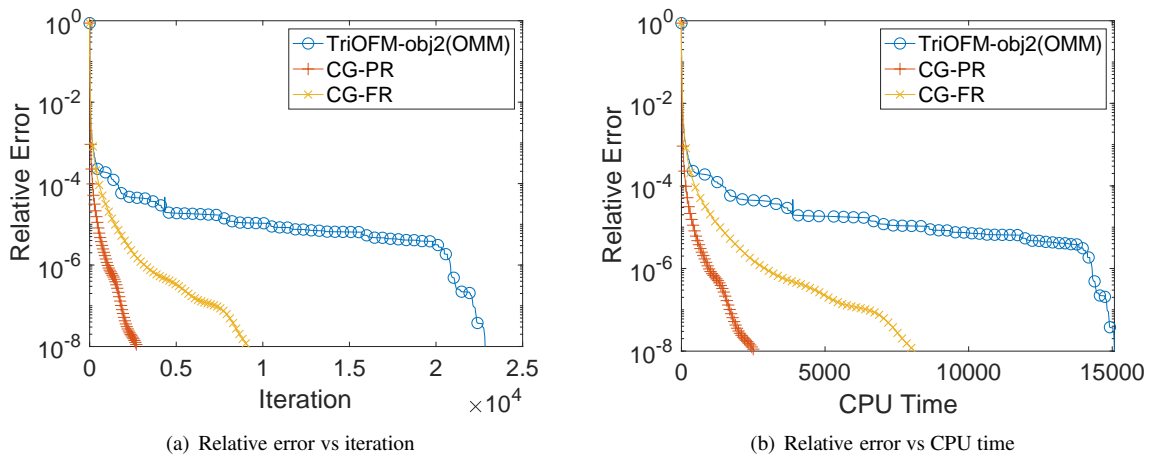 10^0
10^-2
10^-4
10^-6
10^-8
Relative Error
TriOFM-obj2(OMM)
CG-PR
CG-FR
0 0.5 1 1.5 2 2.5
Iteration
×10^4
(a) Relative error vs iteration
10^0
10^-2
10^-4
10^-6
10^-8
Relative Error
TriOFM-obj2(OMM)
CG-PR
CG-FR
0 5000 10000 15000
CPU Time
(b) Relative error vs CPU time